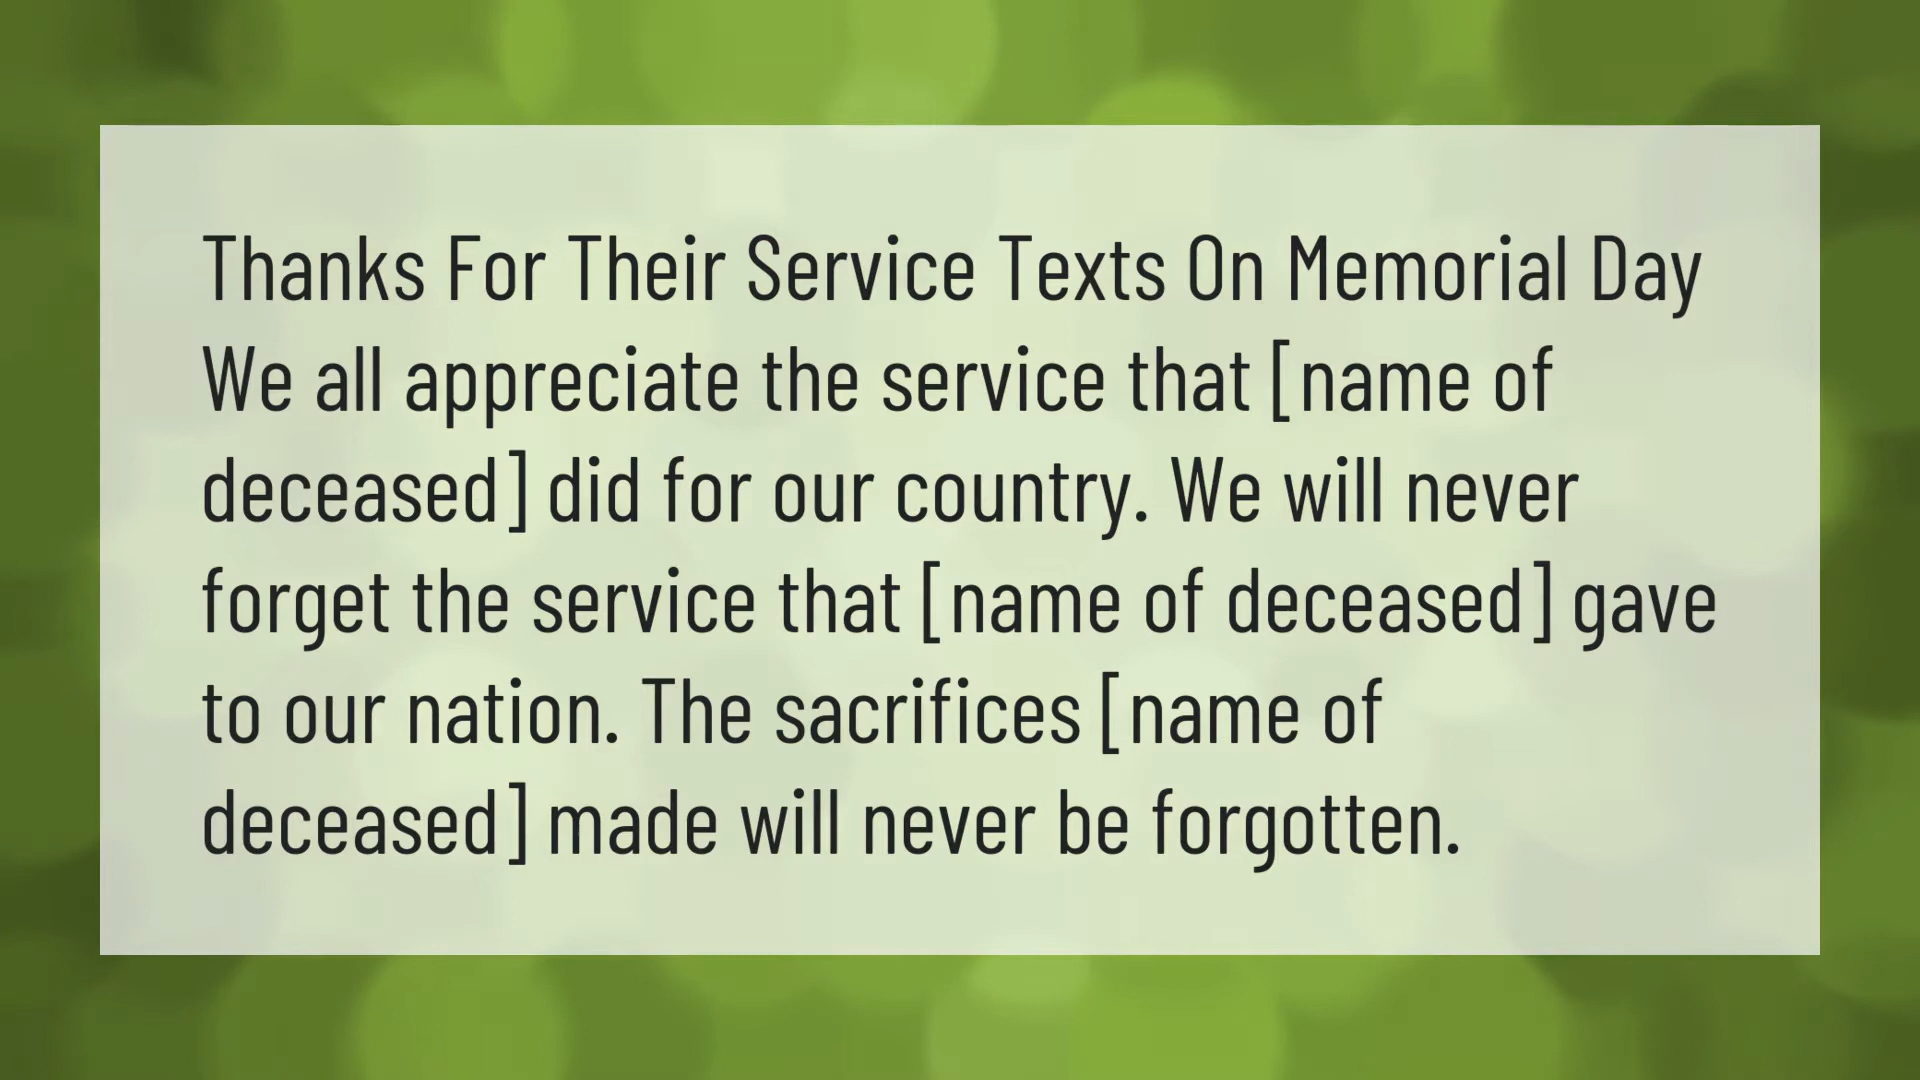 Thanks For Their Service Texts On Memorial Day
We all appreciate the service that [name of
deceased] did for our country. We will never
forget the service that [name of deceased] gave
to our nation. The sacrifices [name of
deceased] made will never be forgotten.